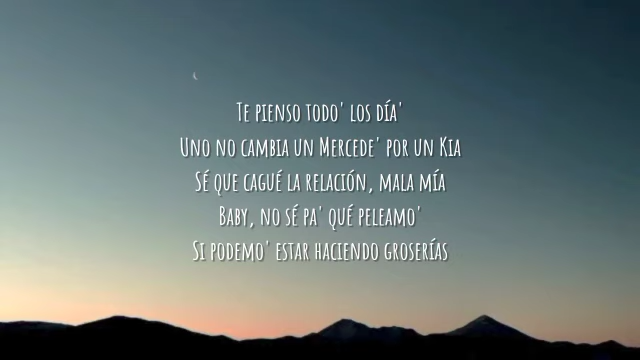 Te pienso todo' los día'
Uno no cambia un Mercede' por un Kia
Sé que cagué la relación, mala mía
Baby, no sé pa' qué peleamo'
Si podemo' estar haciendo groserías